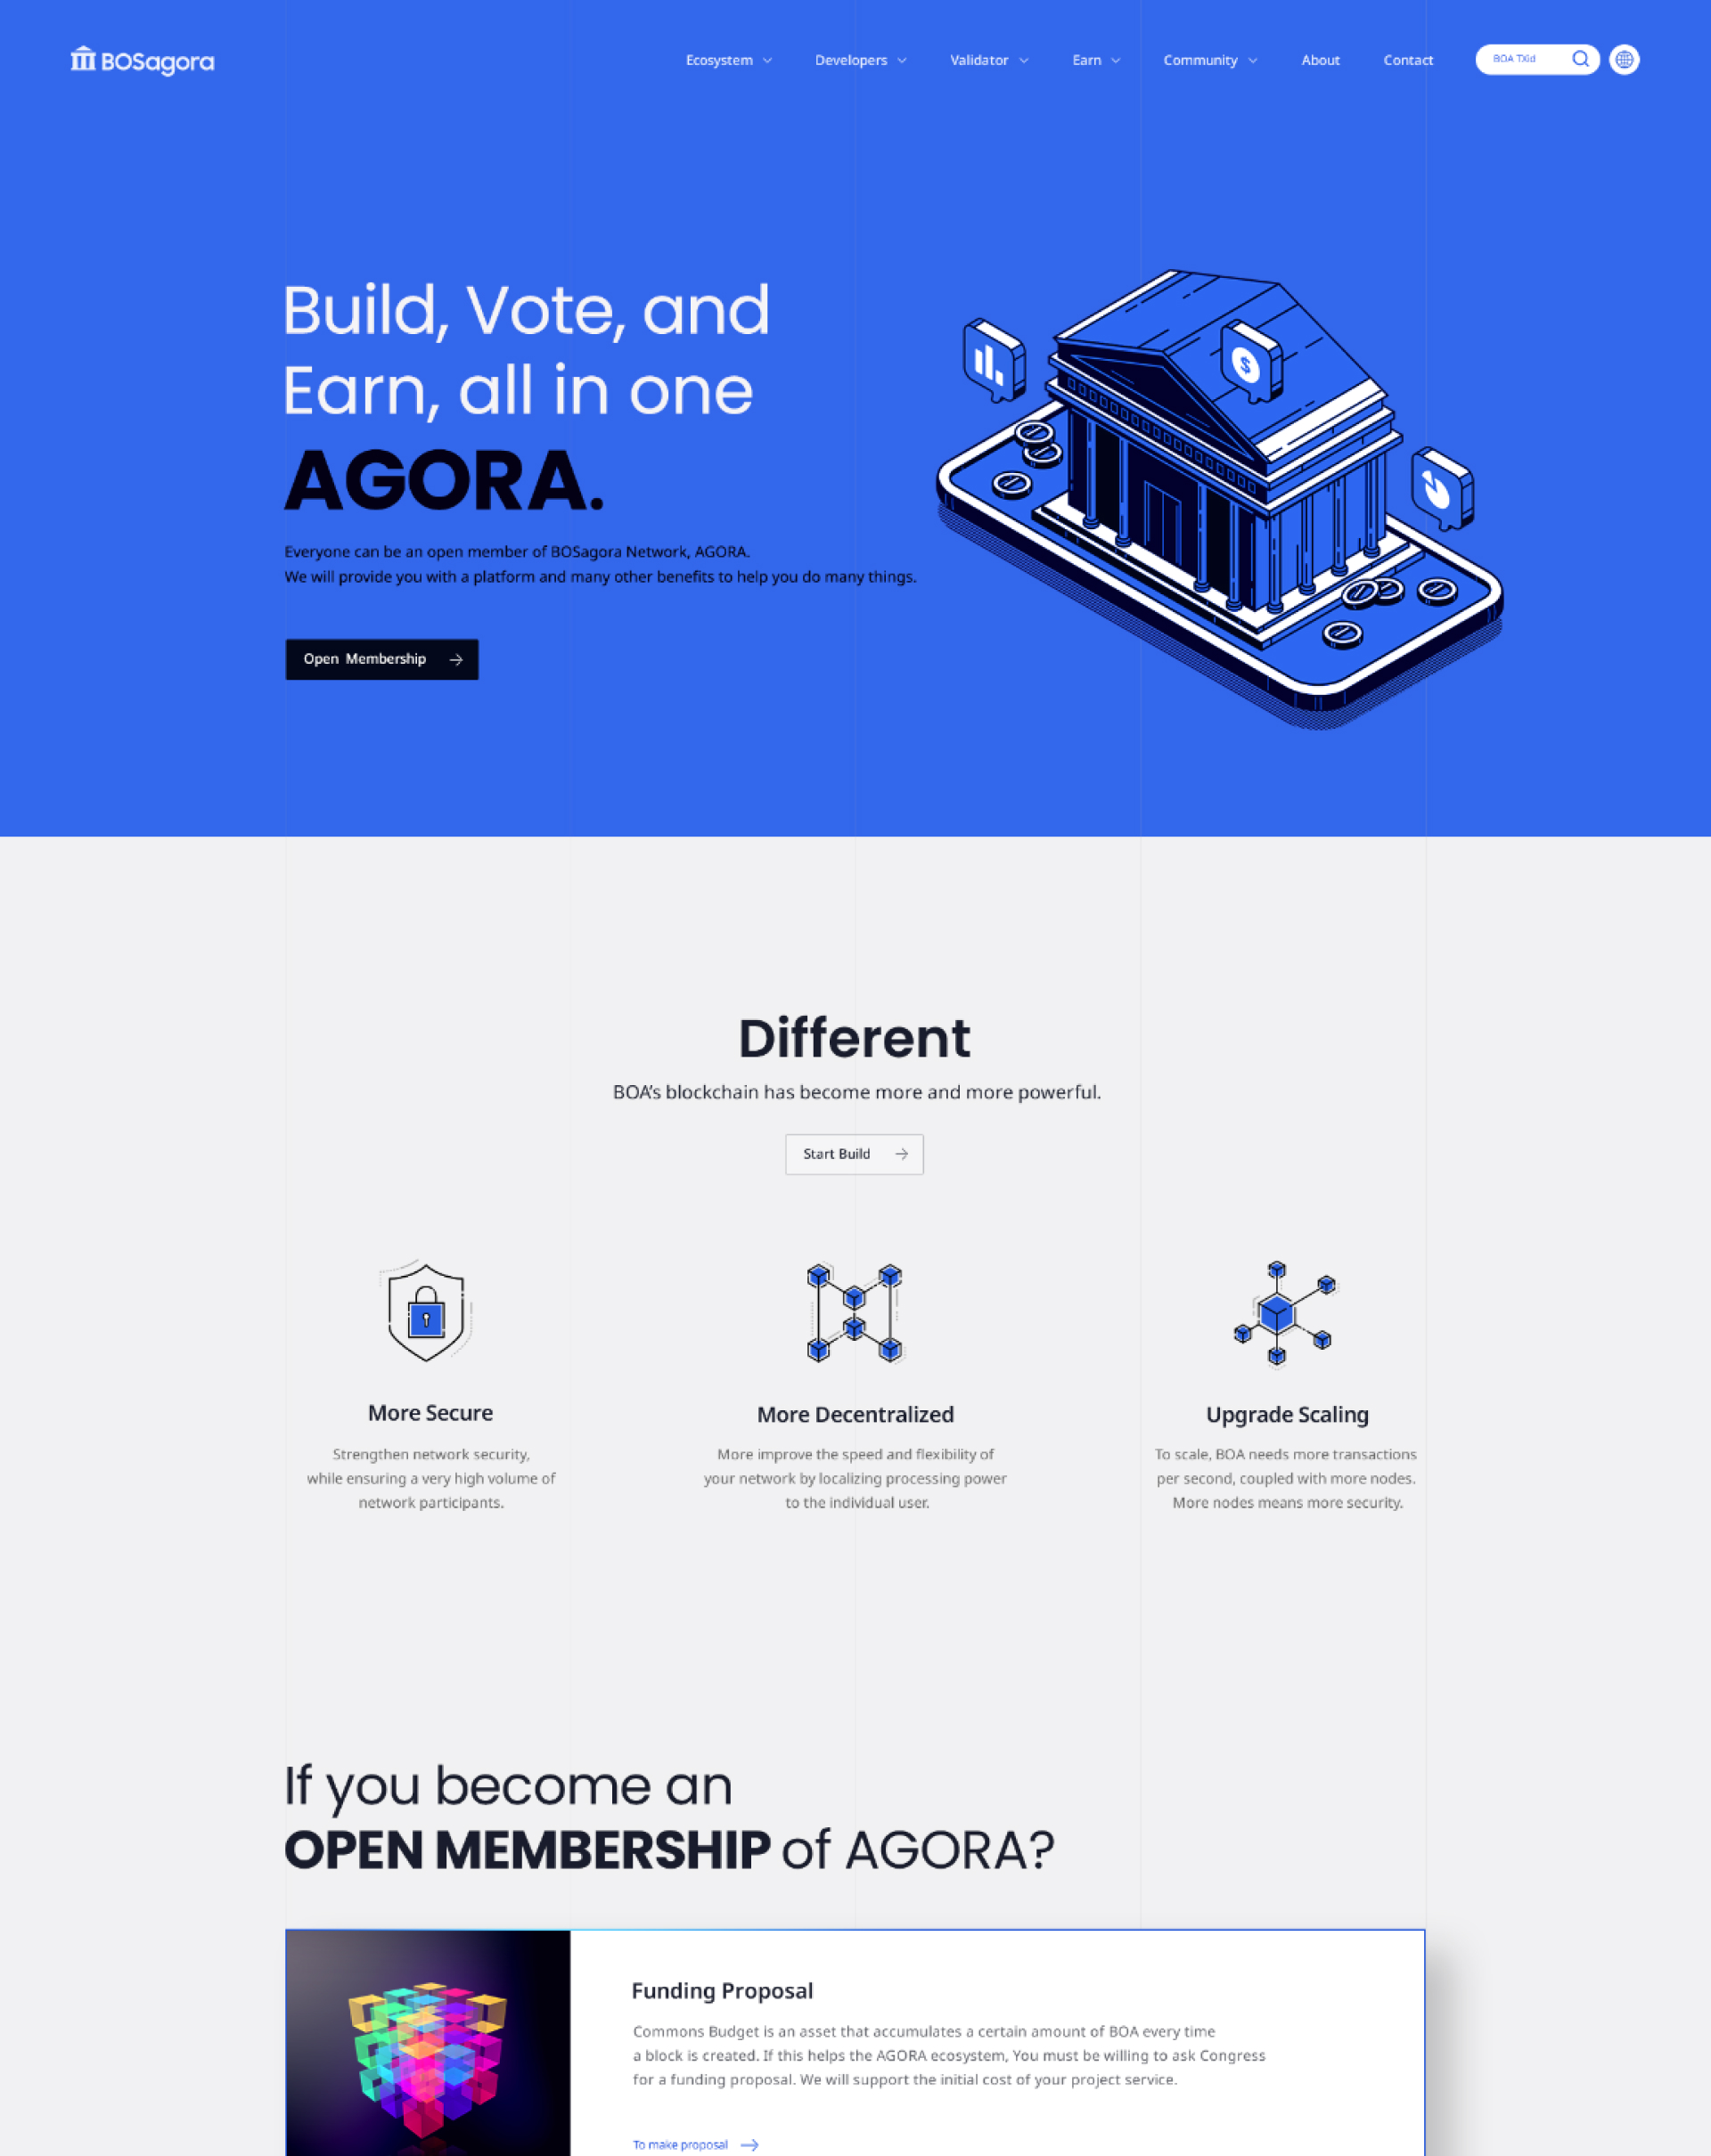 BOSagora
Ecosystem
Developers
Validator
Earn
Community
About
Contact
BOA TXid
Build, Vote, and
Earn, all in one
AGORA.
Everyone can be an open member of BOSagora Network, AGORA.
We will provide you with a platform and many other benefits to help you do many things.
Open Membership
Different
BOA's blockchain has become more and more powerful.
Start Build
More Secure
Strengthen network security,
while ensuring a very high volume of
network participants.
More Decentralized
More improve the speed and flexibility of
your network by localizing processing power
to the individual user.
Upgrade Scaling
To scale, BOA needs more transactions
per second, coupled with more nodes.
More nodes means more security.
If you become an
OPEN MEMBERSHIP of AGORA?
Funding Proposal
Commons Budget is an asset that accumulates a certain amount of BOA every time
a block is created. If this helps the AGORA ecosystem, You must be willing to ask Congress
for a funding proposal. We will support the initial cost of your project service.
To make proposal